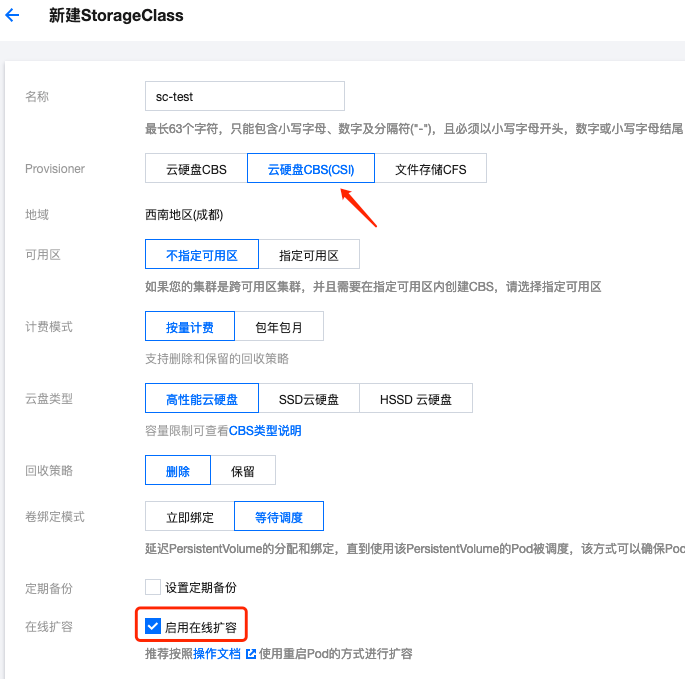 新建StorageClass
名称
sc-test
最长63个字符，只能包含小写字母、数字及分隔符("-")，且必须以小写字母开头，数字或小写字母结尾
Provisioner
云硬盘CBS 云硬盘CBS(CSI) 文件存储CFS
地域
西南地区(成都)
可用区
不指定可用区 指定可用区
如果您的集群是跨可用区集群，并且需要在指定可用区内创建CBS，请选择指定可用区
计费模式
按量计费 包年包月
支持删除和保留的回收策略
云盘类型
高性能云硬盘 SSD云硬盘 HSSD 云硬盘
容量限制可查看CBS类型说明
回收策略
删除 保留
卷绑定模式
立即绑定 等待调度
延迟PersistentVolume的分配和绑定，直到使用该PersistentVolume的Pod被调度，该方式可以确保Poc
定期备份
设置定期备份
在线扩容
启用在线扩容
推荐按照操作文档 使用重启Pod的方式进行扩容